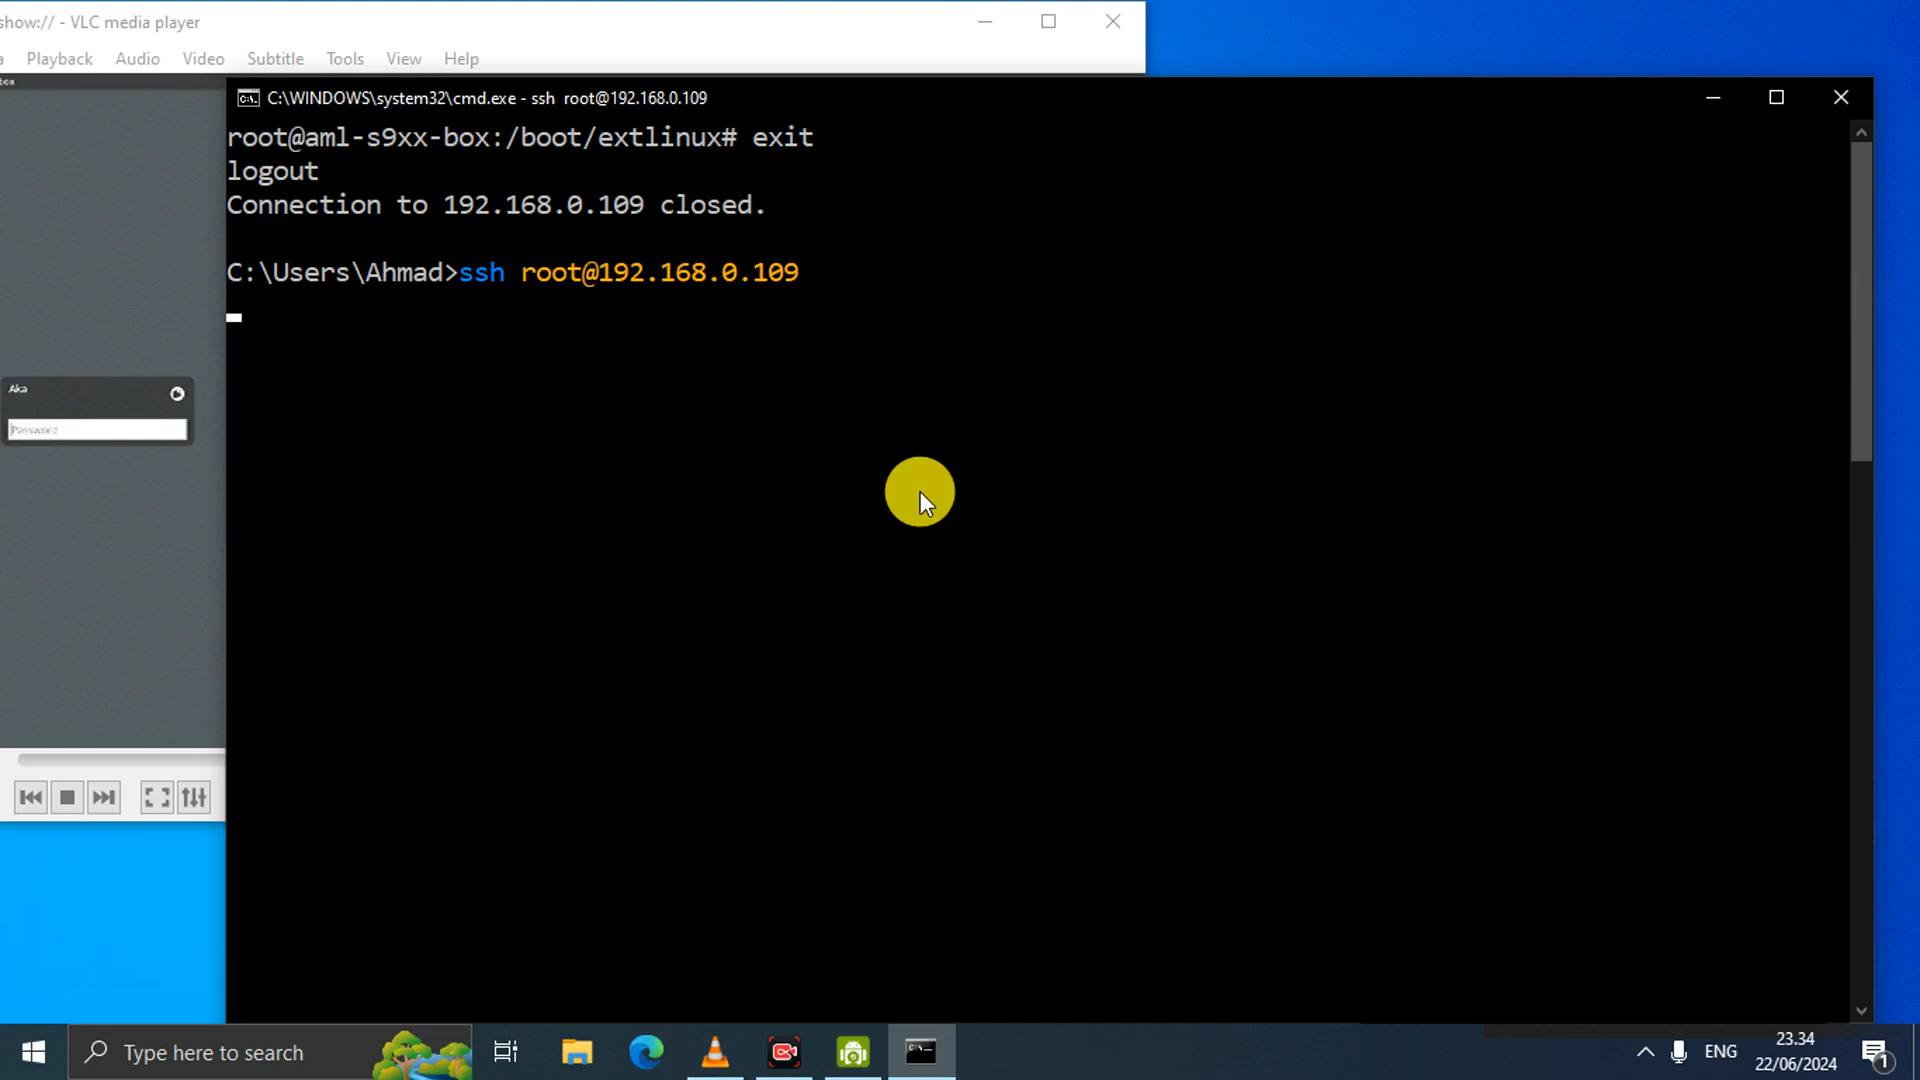 show:// - VLC media player
Playback Audio Video Subtitle Tools View Help
C:\WINDOWS\system32\cmd.exe - ssh root@192.168.0.109
root@aml-s9xx-box:/boot/extlinux# exit
logout
Connection to 192.168.0.109 closed.
C:\Users\Ahmad>ssh root@192.168.0.109
Aka
Password
Type here to search
ENG
23.34
22/06/2024
1